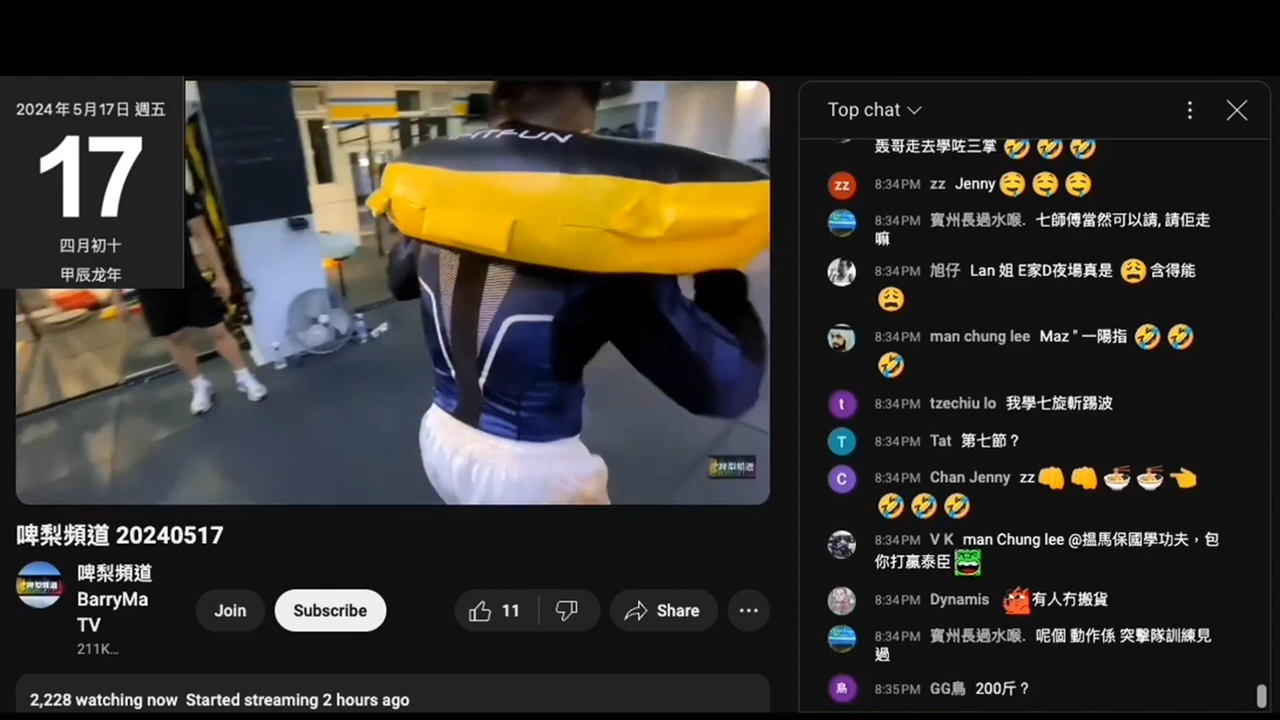 2024年5月17日 週五
17
四月初十
甲辰龙年
FITFUN
啤梨頻道
啤梨頻道 20240517
啤梨頻道
BarryMa
TV
211K...
Join
Subscribe
11
Share
2,228 watching now Started streaming 2 hours ago
Top chat
轰哥走去學咗三掌
ZZ
8:34PM zz Jenny
8:34PM 賓州長過水喉. 七師傅當然可以請, 請佢走
嘛
8:34PM 旭仔 Lan 姐 E家D夜場真是 😩 含得能
😩
8:34PM man chung lee Maz " 一陽指 🤣 🤣
🤣
t
8:34PM tzechiu lo 我學七旋斬踢波
T
8:34PM Tat 第七節？
C
8:34PM Chan Jenny zz👊 👊 🍜 🍜 👈
🤣 🤣 🤣
8:34PM V K man Chung lee @搵馬保國學功夫，包
你打贏泰臣
8:34PM Dynamis 有人冇搬貨
8:34PM 賓州長過水喉. 呢個 動作係 突擊隊訓練見
過
鳥
8:35PM GG鳥 200斤？